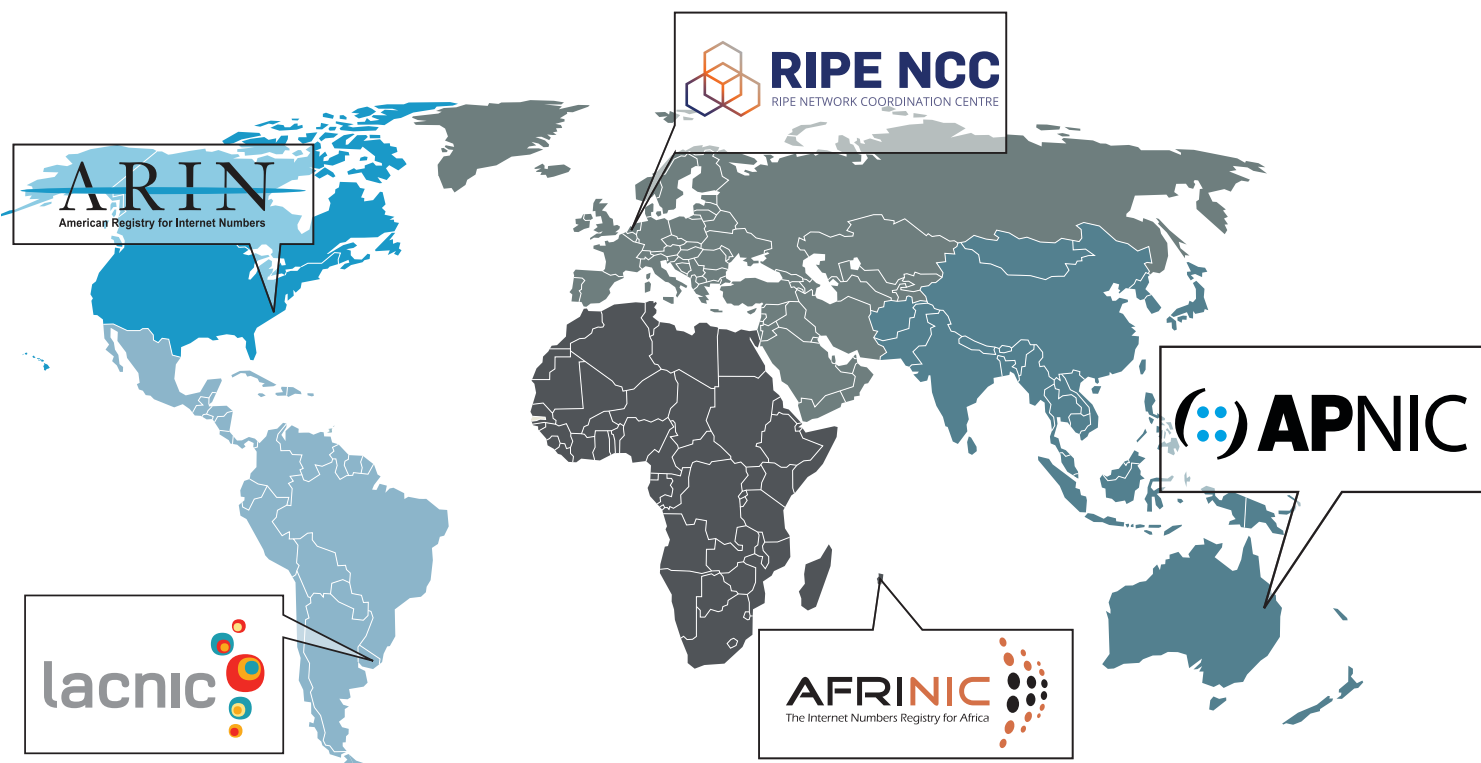 RIPE NCC
RIPE NETWORK COORDINATION CENTRE
ARIN
American Registry for Internet Numbers
APNIC
lacnic
AFRINIC
The Internet Numbers Registry for Africa